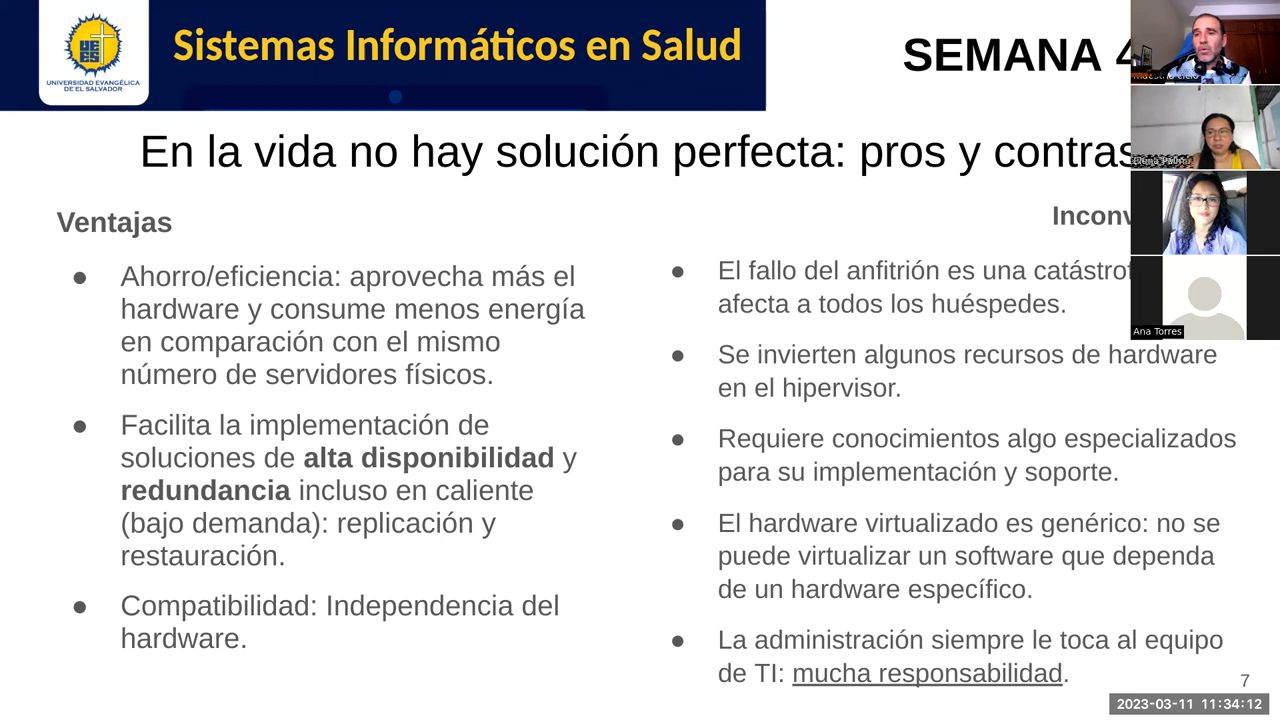 UNIVERSIDAD EVANGÉLICA
DE EL SALVADOR
Sistemas Informáticos en Salud
SEMANA 4
En la vida no hay solución perfecta: pros y contras
Ventajas
● Ahorro/eficiencia: aprovecha más el
hardware y consume menos energía
en comparación con el mismo
número de servidores físicos.
● Facilita la implementación de
soluciones de alta disponibilidad y
redundancia incluso en caliente
(bajo demanda): replicación y
restauración.
● Compatibilidad: Independencia del
hardware.
● El fallo del anfitrión es una
afecta a todos los huéspedes.
● Se invierten algunos recursos de hardware
en el hipervisor.
● Requiere conocimientos algo especializados
para su implementación y soporte.
● El hardware virtualizado es genérico: no se
puede virtualizar un software que dependa
de un hardware específico.
● La administración siempre le toca al equipo
de TI: mucha responsabilidad.
Ana Torres
7
2023-03-11 11:34:12